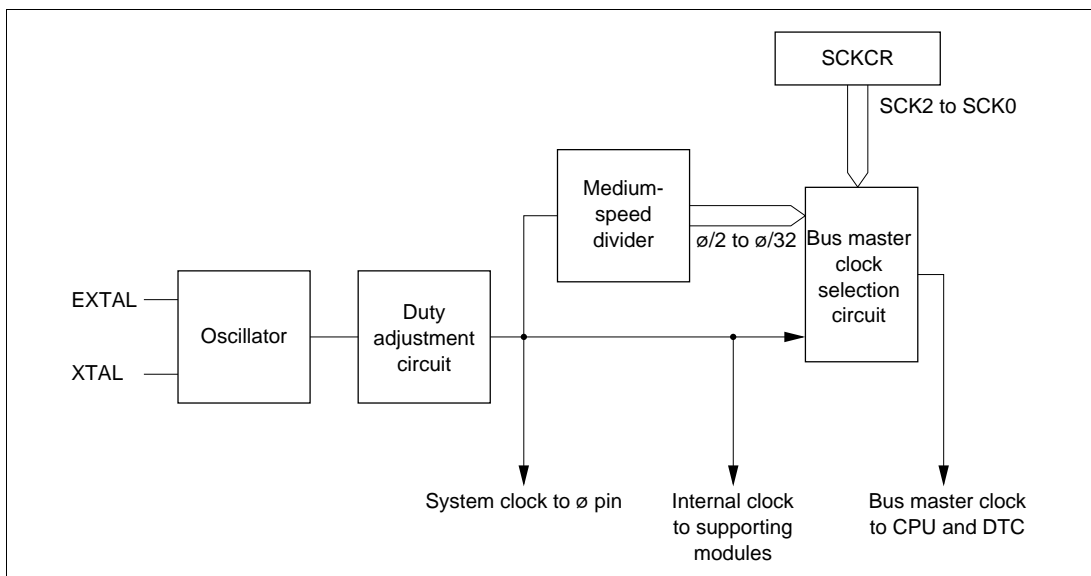 SCKCR
SCK2 to SCK0
Medium-
speed
divider
ø/2 to ø/32
Bus master
clock
selection
circuit
EXTAL
XTAL
Oscillator
Duty
adjustment
circuit
System clock to ø pin
Internal clock
to supporting
modules
Bus master clock
to CPU and DTC